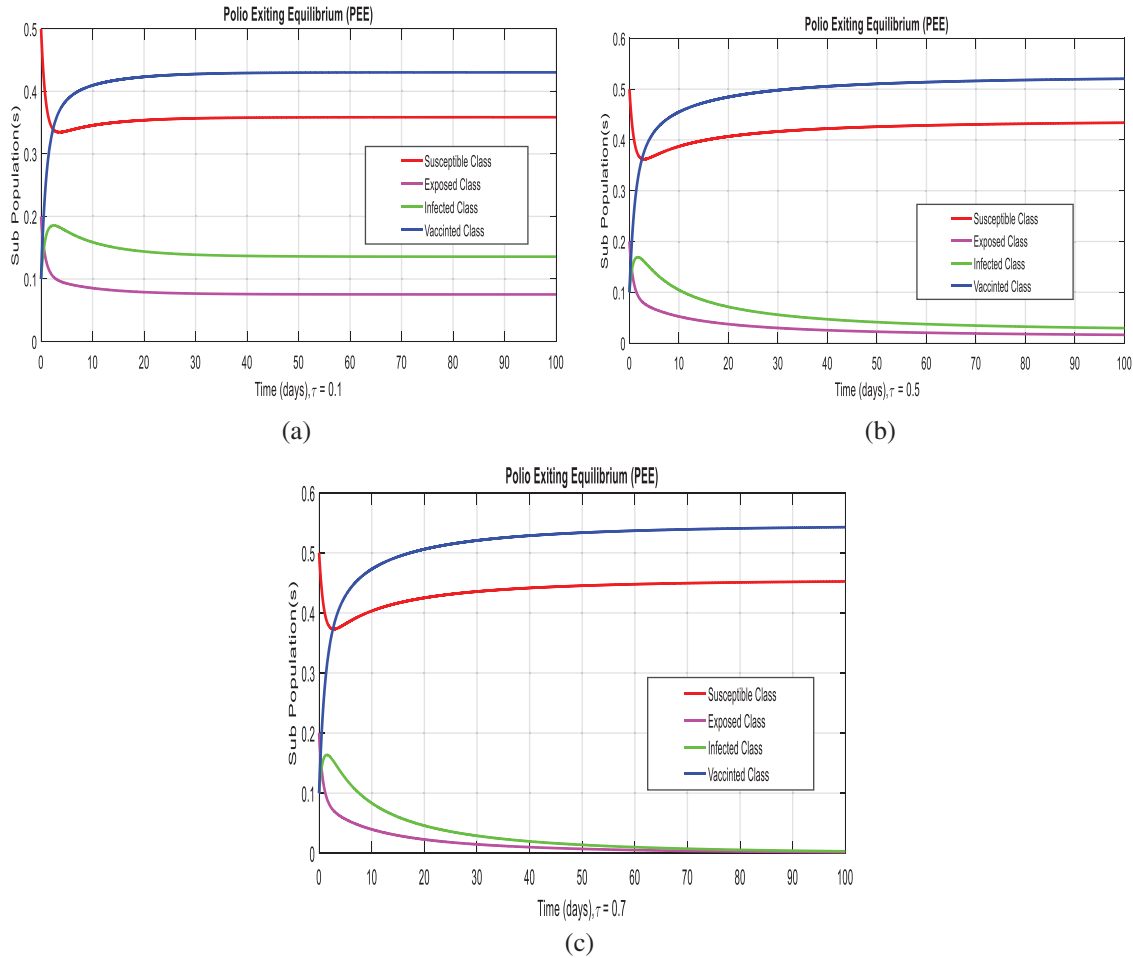 Polio Exiting Equilibrium (PEE)
0.5
0.4
0.3
0.2
0.1
0
Sub Population(s)
Susceptible Class
Exposed Class
Infected Class
Vaccinted Class
0 10 20 30 40 50 60 70 80 90 100
Time (days), τ = 0.1
(a)
Polio Exiting Equilibrium (PEE)
0.6
0.5
0.4
0.3
0.2
0.1
0
Sub Population(s)
Susceptible Class
Exposed Class
Infected Class
Vaccinted Class
0 10 20 30 40 50 60 70 80 90 100
Time (days), τ = 0.5
(b)
Polio Exiting Equilibrium (PEE)
0.6
0.5
0.4
0.3
0.2
0.1
0
Sub Population(s)
Susceptible Class
Exposed Class
Infected Class
Vaccinted Class
0 10 20 30 40 50 60 70 80 90 100
Time (days), τ = 0.7
(c)